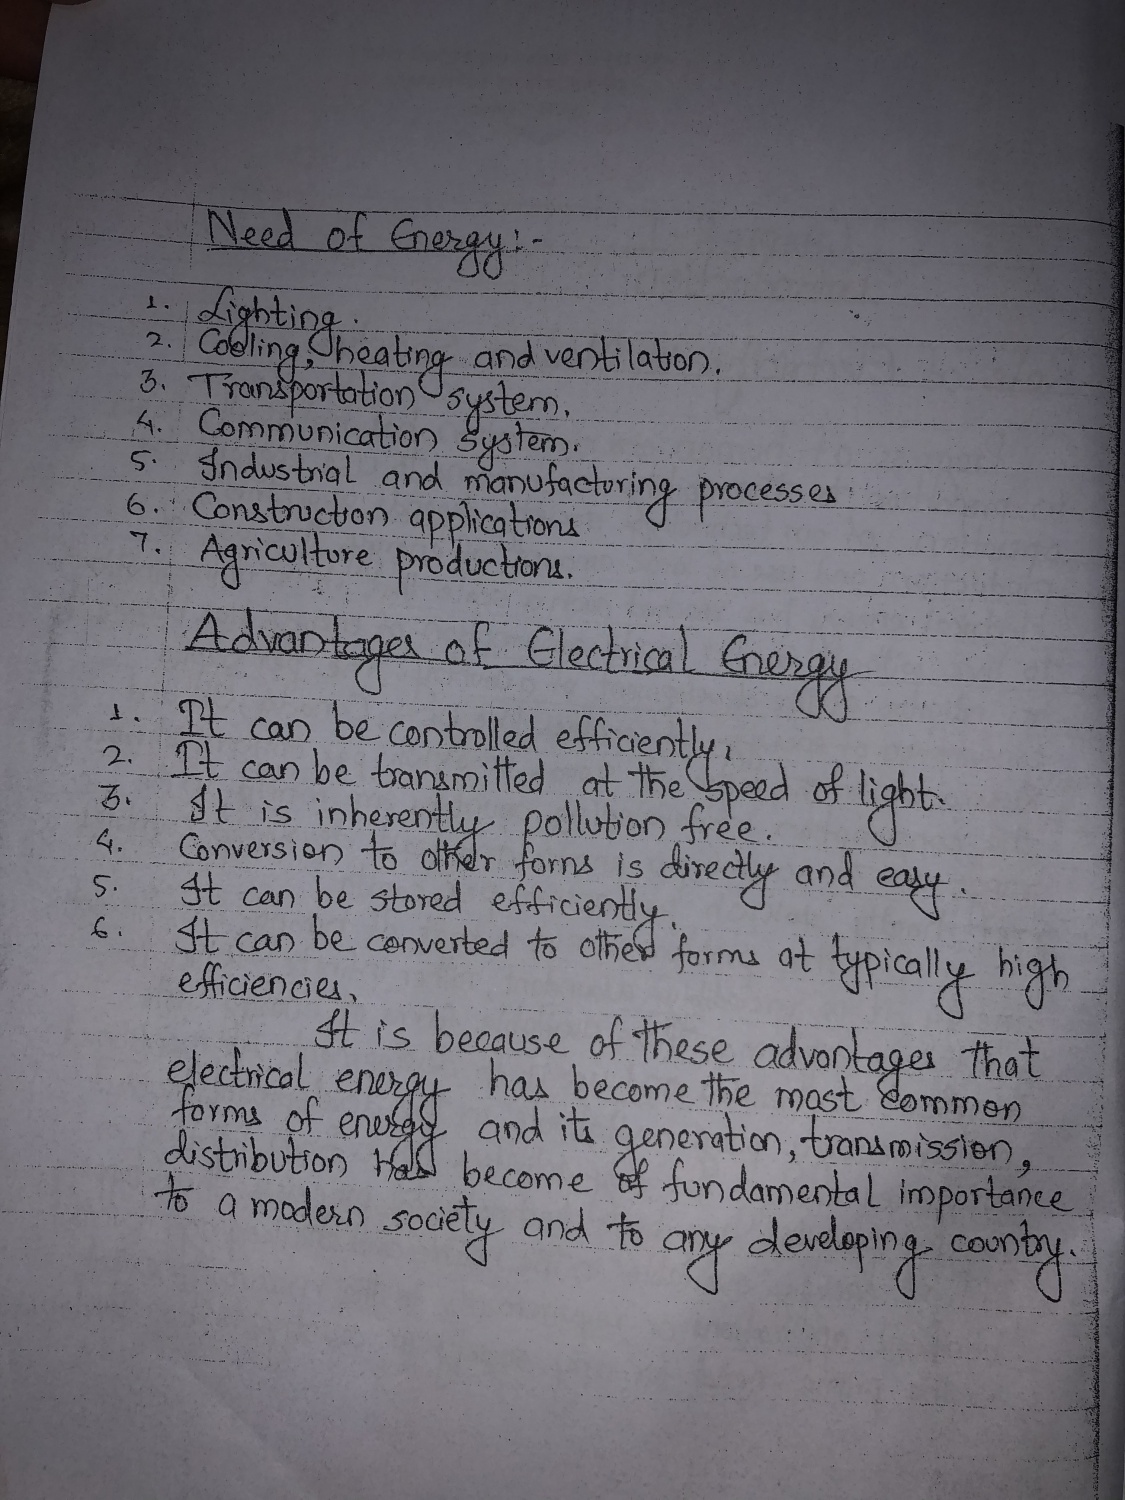 Need of Energy:-
1. Lighting.
2. Cooling, heating and ventilation.
3. Transportation system.
4. Communication system.
5. Industrial and manufacturing processes
6. Construction applications
7. Agriculture productions.
Advantages of Electrical Energy
1. It can be controlled efficiently.
2. It can be transmitted at the speed of light.
3. It is inherently pollution free.
4. Conversion to other forms is directly and easy.
5. It can be stored efficiently.
6. It can be converted to other forms at typically high
efficiencies.
It is because of these advantages that
electrical energy has become the most common
forms of energy and its generation, transmission,
distribution has become of fundamental importance
to a modern society and to any developing country.